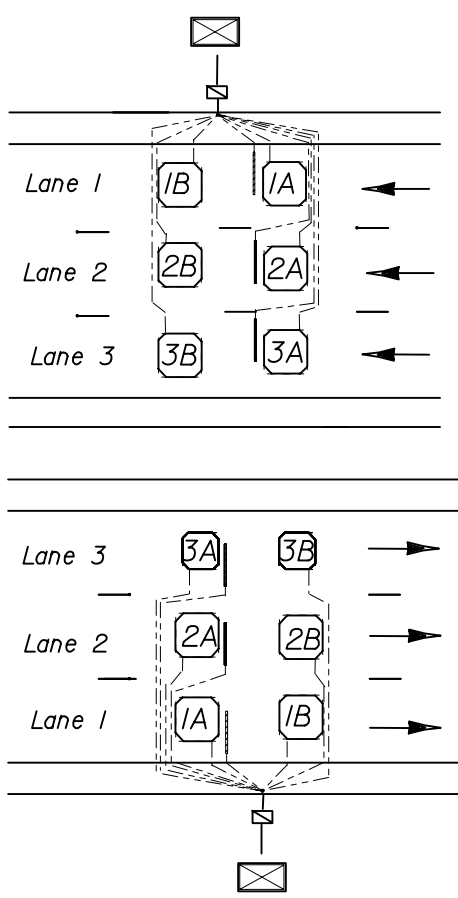 Lane 1 1B 1A
Lane 2 2B 2A
Lane 3 3B 3A
Lane 3 3A 3B
Lane 2 2A 2B
Lane 1 1A 1B